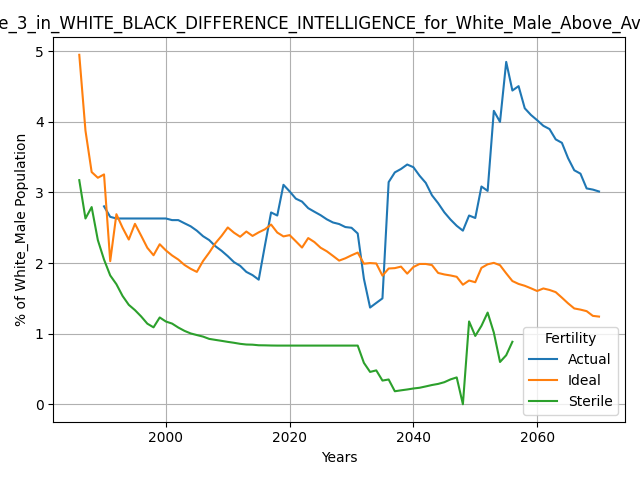 e_3_in_WHITE_BLACK_DIFFERENCE_INTELLIGENCE_for_White_Male_Above_Av
% of White_Male Population
5
4
3
2
1
0
2000 2020 2040 2060
Years
Fertility
Actual
Ideal
Sterile